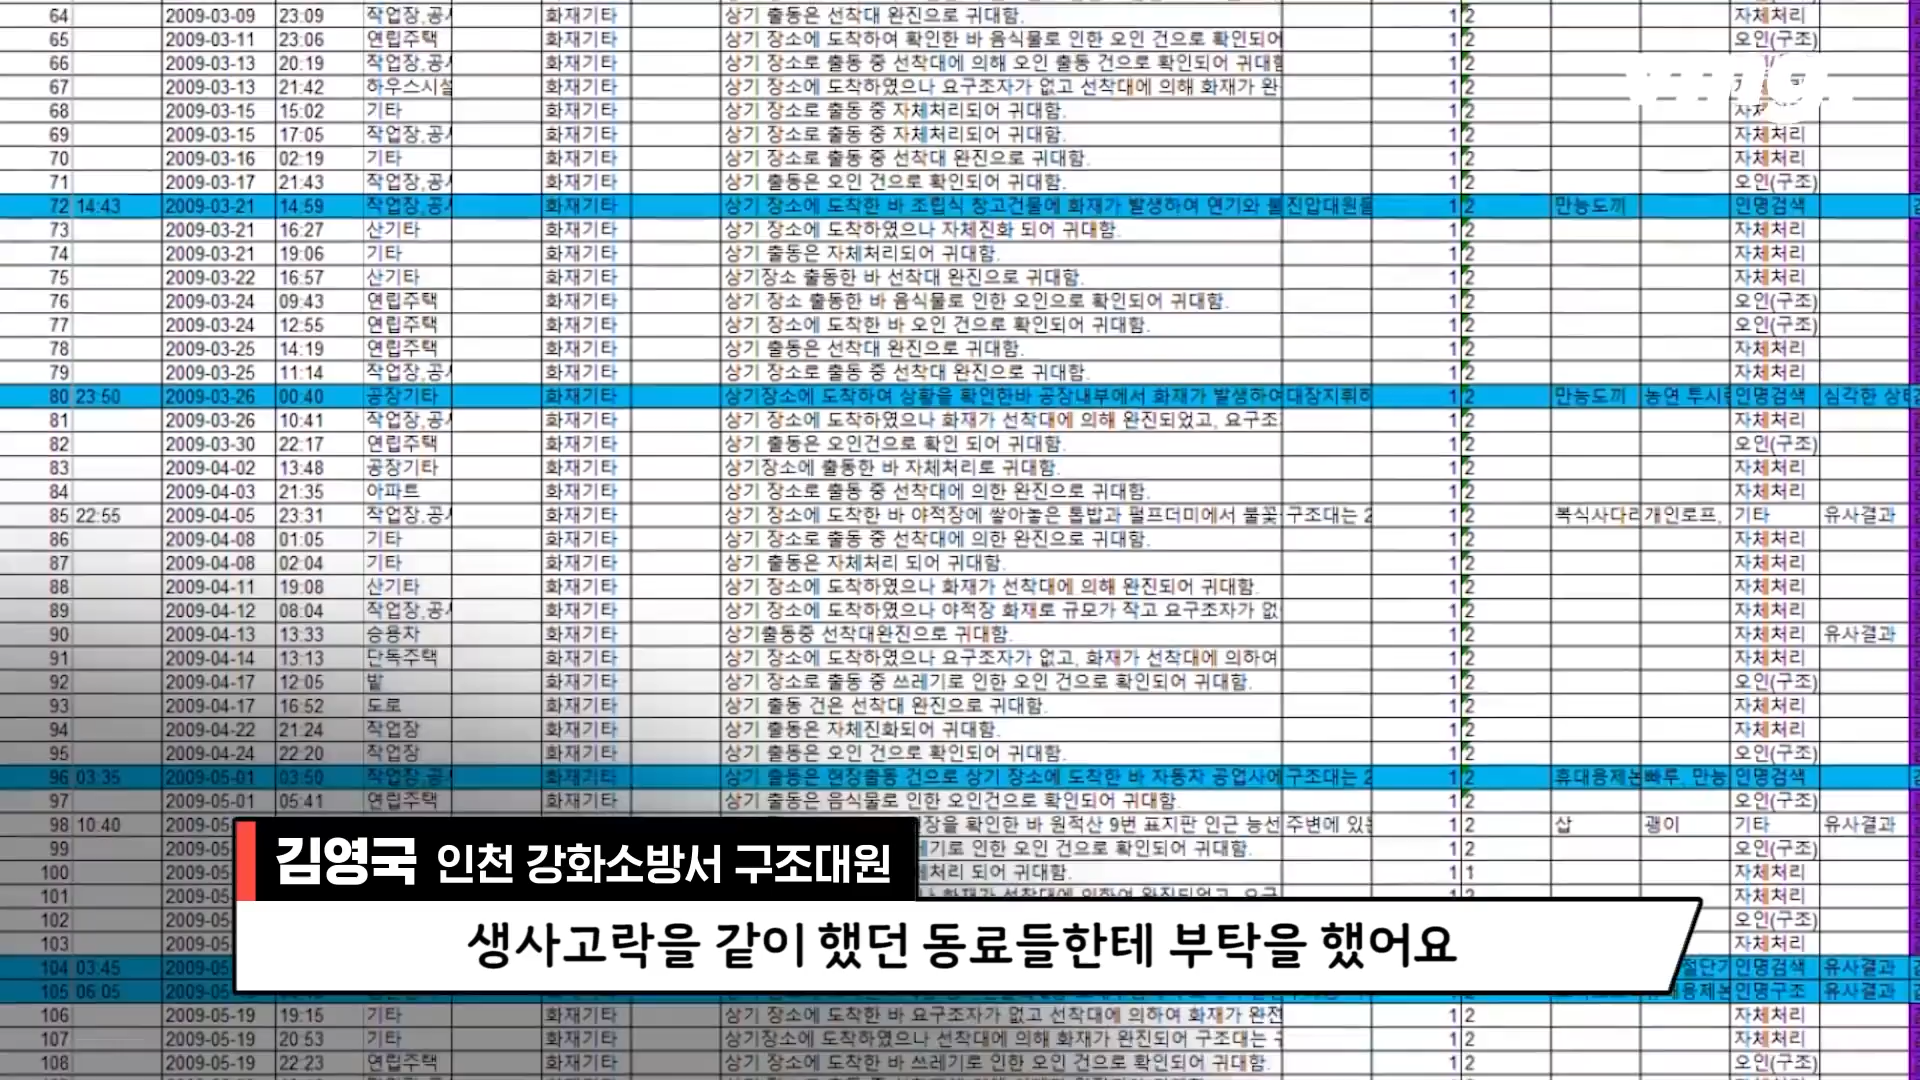 64 2009-03-09 23:09 작업장,공 화재기타 상기 출동은 선착대 완진으로 귀대함. 1 2 자체처리
65 2009-03-11 23:06 연립주택 화재기타 상기 장소에 도착하여 확인한 바 음식물로 인한 오인 건으로 확인되어 1 2 오인(구조)
66 2009-03-13 20:19 작업장,공 화재기타 상기 장소로 출동 중 선착대에 의해 오인 출동 건으로 확인되어 귀대함 1 2
67 2009-03-13 21:42 하우스시설 화재기타 상기 장소에 도착하였으나 요구조자가 없고 선착대에 의해 화재가 완 1 2
68 2009-03-15 15:02 기타 화재기타 상기 장소로 출동 중 자체처리되어 귀대함. 1 2
69 2009-03-15 17:05 작업장,공 화재기타 상기 장소로 출동 중 자체처리되어 귀대함. 1 2 자체처리
70 2009-03-16 02:19 기타 화재기타 상기 장소로 출동 중 선착대 완진으로 귀대함. 1 2 자체처리
71 2009-03-17 21:43 작업장,공 화재기타 상기 출동은 오인 건으로 확인되어 귀대함. 1 2 오인(구조)
72 14:43 2009-03-21 14:59 작업장,공 화재기타 상기 장소에 도착한 바 조립식 창고건물에 화재가 발생하여 연기와 불 진압대원들 1 2 만능도끼 인명검색
73 2009-03-21 16:27 산기타 화재기타 상기 장소에 도착하였으나 자체진화 되어 귀대함. 1 2 자체처리
74 2009-03-21 19:06 기타 화재기타 상기 출동은 자체처리되어 귀대함. 1 2 자체처리
75 2009-03-22 16:57 산기타 화재기타 상기장소 출동한 바 선착대 완진으로 귀대함. 1 2 자체처리
76 2009-03-24 09:43 연립주택 화재기타 상기 장소 출동한 바 음식물로 인한 오인으로 확인되어 귀대함. 1 2 오인(구조)
77 2009-03-24 12:55 연립주택 화재기타 상기 장소에 도착한 바 오인 건으로 확인되어 귀대함. 1 2 오인(구조)
78 2009-03-25 14:19 연립주택 화재기타 상기 출동은 선착대 완진으로 귀대함. 1 2 자체처리
79 2009-03-25 11:14 작업장,공 화재기타 상기 장소로 출동 중 선착대 완진으로 귀대함. 1 2 자체처리
80 23:50 2009-03-26 00:40 공장기타 화재기타 상기장소에 도착하여 상황을 확인한바 공장내부에서 화재가 발생하여 대장지휘하 1 2 만능도끼 농연 투시 인명검색 심각한 상
81 2009-03-26 10:41 작업장,공 화재기타 상기 장소에 도착하였으나 화재가 선착대에 의해 완진되었고, 요구조 1 2 자체처리
82 2009-03-30 22:17 연립주택 화재기타 상기 출동은 오인건으로 확인 되어 귀대함. 1 2 오인(구조)
83 2009-04-02 13:48 공장기타 화재기타 상기장소에 출동한 바 자체처리로 귀대함. 1 2 자체처리
84 2009-04-03 21:35 아파트 화재기타 상기 장소로 출동 중 선착대에 의한 완진으로 귀대함. 1 2 자체처리
85 22:55 2009-04-05 23:31 작업장,공 화재기타 상기 장소에 도착한 바 야적장에 쌓아놓은 톱밥과 펄프더미에서 불꽃 구조대는 2 1 2 복식사다리 개인로프, 기타 유사결과
86 2009-04-08 01:05 기타 화재기타 상기 장소로 출동 중 선착대에 의한 완진으로 귀대함. 1 2 자체처리
87 2009-04-08 02:04 기타 화재기타 상기 출동은 자체처리 되어 귀대함. 1 2 자체처리
88 2009-04-11 19:08 산기타 화재기타 상기 장소에 도착하였으나 화재가 선착대에 의해 완진되어 귀대함. 1 2 자체처리
89 2009-04-12 08:04 작업장,공 화재기타 상기 장소에 도착하였으나 야적장 화재로 규모가 작고 요구조자가 없 1 2 자체처리
90 2009-04-13 13:33 승용차 화재기타 상기출동중 선착대완진으로 귀대함. 1 2 자체처리 유사결과
91 2009-04-14 13:13 단독주택 화재기타 상기 장소에 도착하였으나 요구조자가 없고, 화재가 선착대에 의하여 1 2 자체처리
92 2009-04-17 12:05 밭 화재기타 상기 장소로 출동 중 쓰레기로 인한 오인 건으로 확인되어 귀대함. 1 2 오인(구조)
93 2009-04-17 16:52 도로 화재기타 상기 출동 건은 선착대 완진으로 귀대함. 1 2 자체처리
94 2009-04-22 21:24 작업장 화재기타 상기 출동은 자체진화되어 귀대함. 1 2 자체처리
95 2009-04-24 22:20 작업장 화재기타 상기 출동은 오인 건으로 확인되어 귀대함. 1 2 오인(구조)
96 03:35 2009-05-01 03:50 작업장,공 화재기타 상기 출동은 현장출동 건으로 상기 장소에 도착한 바 자동차 공업사에 구조대는 2 1 2 휴대용제논 빠루, 만능 인명검색
97 2009-05-01 05:41 연립주택 화재기타 상기 출동은 음식물로 인한 오인건으로 확인되어 귀대함. 1 2 오인(구조)
98 10:40 2009-05 장을 확인한 바 원적산 9번 표지판 인근 능선 주변에 있는 1 2 삽 괭이 기타 유사결과
99 2009-05 기로 인한 오인 건으로 확인되어 귀대함. 1 2 오인(구조)
100 2009-05 체처리 되어 귀대함. 1 1 자체처리
101 2009-05 화재가 선착대에 의하여 완진되었고, 요구 자체처리
102 2009-05 오인(구조)
103 2009-05 자체처리
104 03:45 2009-05 절단기 인명검색 유사결과
105 06:05 2009-05 인명구조 유사결과
106 2009-05-19 19:15 기타 화재기타 상기 장소에 도착한 바 요구조자가 없고 선착대에 의하여 화재가 완전 1 2 자체처리
107 2009-05-19 20:53 기타 화재기타 상기장소에 도착하였으나 선착대에 의해 화재가 완진되어 구조대는 1 2 자체처리
108 2009-05-19 22:23 연립주택 화재기타 상기 장소에 도착한 바 쓰레기로 인한 오인 건으로 확인되어 귀대함. 1 2 오인(구조)
김영국 인천 강화소방서 구조대원
생사고락을 같이 했던 동료들한테 부탁을 했어요